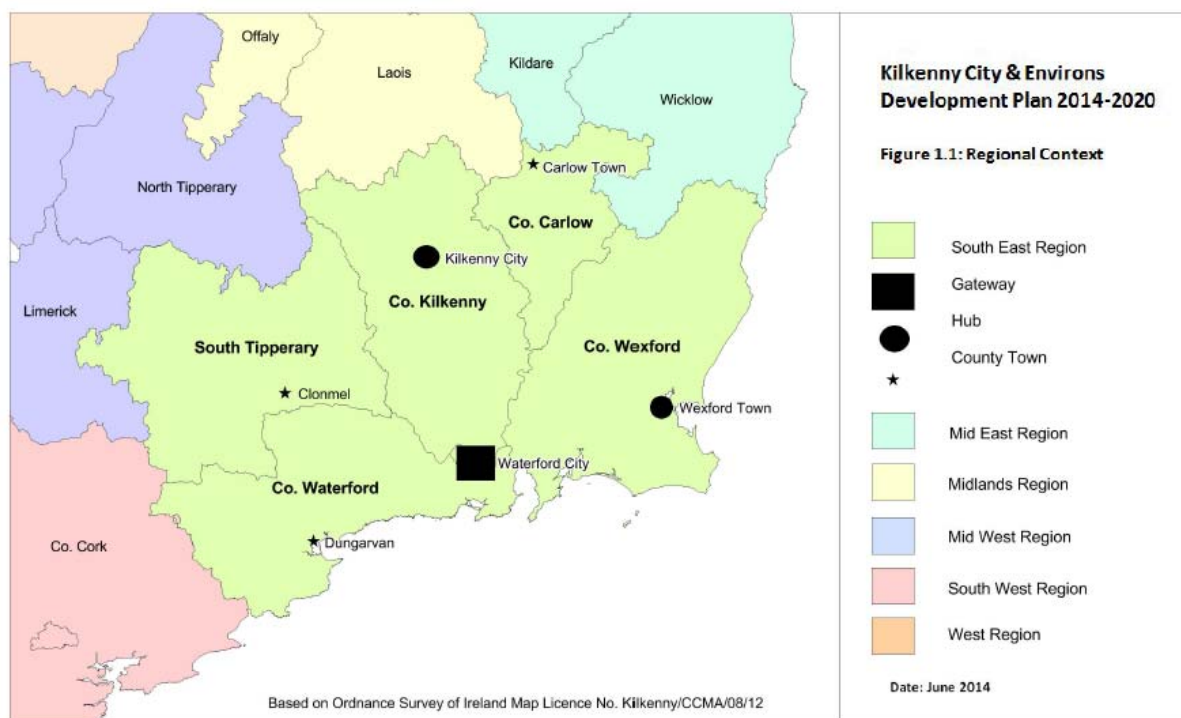 Offaly
Laois
Kildare
Wicklow
North Tipperary
Carlow Town
Co. Carlow
Kilkenny City
Co. Kilkenny
Limerick
South Tipperary
Co. Wexford
Clonmel
Wexford Town
Waterford City
Co. Waterford
Dungarvan
Co. Cork
Based on Ordnance Survey of Ireland Map Licence No. Kilkenny/CCMA/08/12
Kilkenny City & Environs
Development Plan 2014-2020
Figure 1.1: Regional Context
South East Region
Gateway
Hub
County Town
Mid East Region
Midlands Region
Mid West Region
South West Region
West Region
Date: June 2014